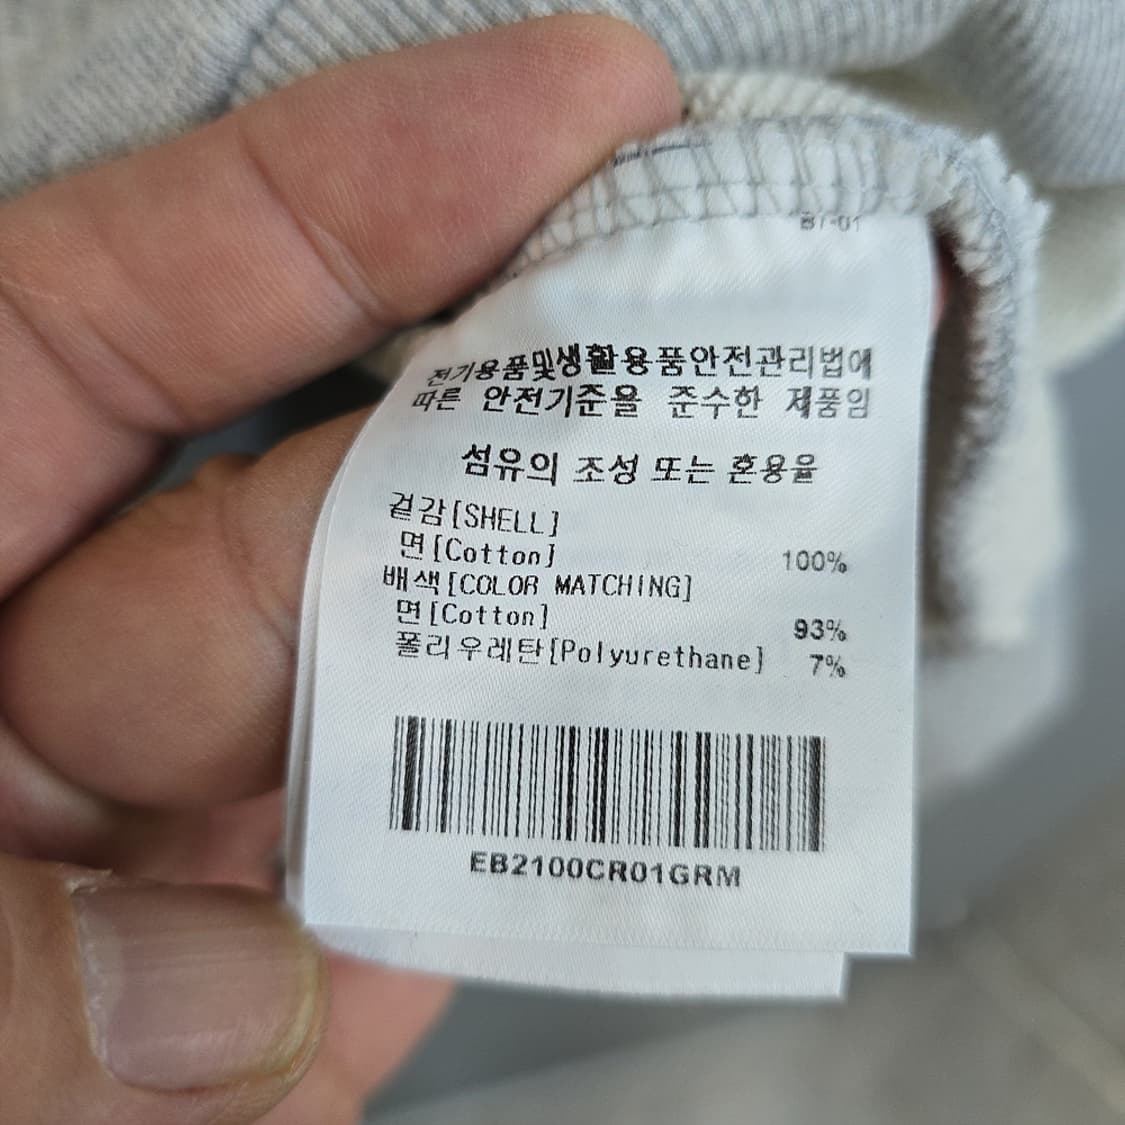 전기용품및생활용품안전관리법에
따른 안전기준을 준수한 제품임
섬유의 조성 또는 혼용율
겉감[SHELL]
면[Cotton] 100%
배색[COLOR MATCHING]
면[Cotton] 93%
폴리우레탄[Polyurethane] 7%
EB2100CR01GRM